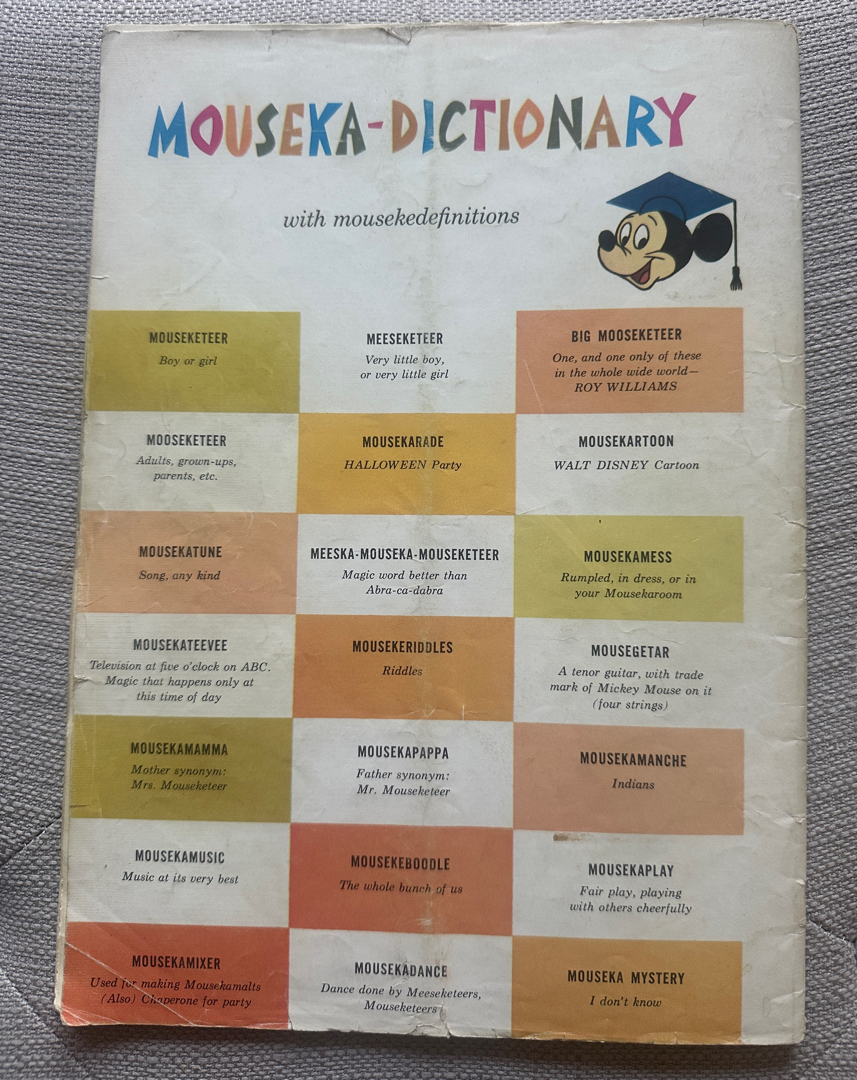 MOUSEKA-DICTIONARY
with mousekedefinitions
MOUSEKETEER
Boy or girl
MEESEKETEER
Very little boy,
or very little girl
BIG MOOSEKETEER
One, and one only of these
in the whole wide world—
ROY WILLIAMS
MOOSEKETEER
Adults, grown-ups,
parents, etc.
MOUSEKARADE
HALLOWEEN Party
MOUSEKARTOON
WALT DISNEY Cartoon
MOUSEKATUNE
Song, any kind
MEESKA-MOUSEKA-MOUSEKETEER
Magic word better than
Abra-ca-dabra
MOUSEKAMESS
Rumpled, in dress, or in
your Mousekaroom
MOUSEKATEEVEE
Television at five o'clock on ABC.
Magic that happens only at
this time of day
MOUSEKERIDDLES
Riddles
MOUSEGETAR
A tenor guitar, with trade
mark of Mickey Mouse on it
(four strings)
MOUSEKAMAMMA
Mother synonym:
Mrs. Mouseketeer
MOUSEKAPAPPA
Father synonym:
Mr. Mouseketeer
MOUSEKAMANCHE
Indians
MOUSEKAMUSIC
Music at its very best
MOUSEKEBOODLE
The whole bunch of us
MOUSEKAPLAY
Fair play, playing
with others cheerfully
MOUSEKAMIXER
Used for making Mousekamalts
(Also) Chaperone for party
MOUSEKADANCE
Dance done by Meeseketeers,
Mouseketeers
MOUSEKA MYSTERY
I don't know